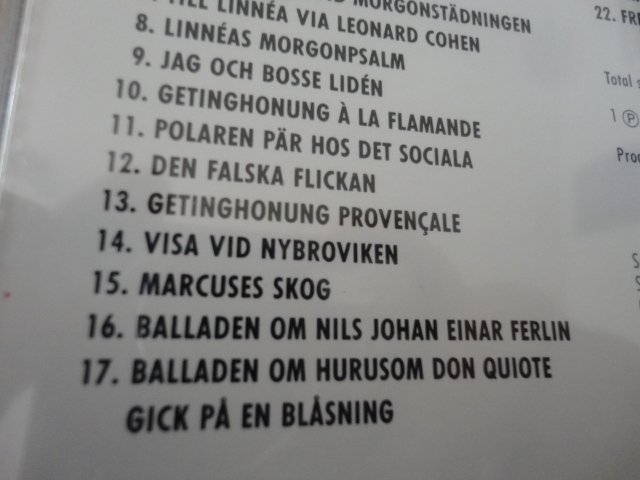 MORGONSTÄDNINGEN
TILL LINNÉA VIA LEONARD COHEN
8. LINNÉAS MORGONPSALM
9. JAG OCH BOSSE LIDÉN
10. GETINGHONUNG À LA FLAMANDE
11. POLAREN PÄR HOS DET SOCIALA
12. DEN FALSKA FLICKAN
13. GETINGHONUNG PROVENÇALE
14. VISA VID NYBROVIKEN
15. MARCUSES SKOG
16. BALLADEN OM NILS JOHAN EINAR FERLIN
17. BALLADEN OM HURUSOM DON QUIOTE
GICK PÅ EN BLÅSNING
22. FR
Total
1 ℗